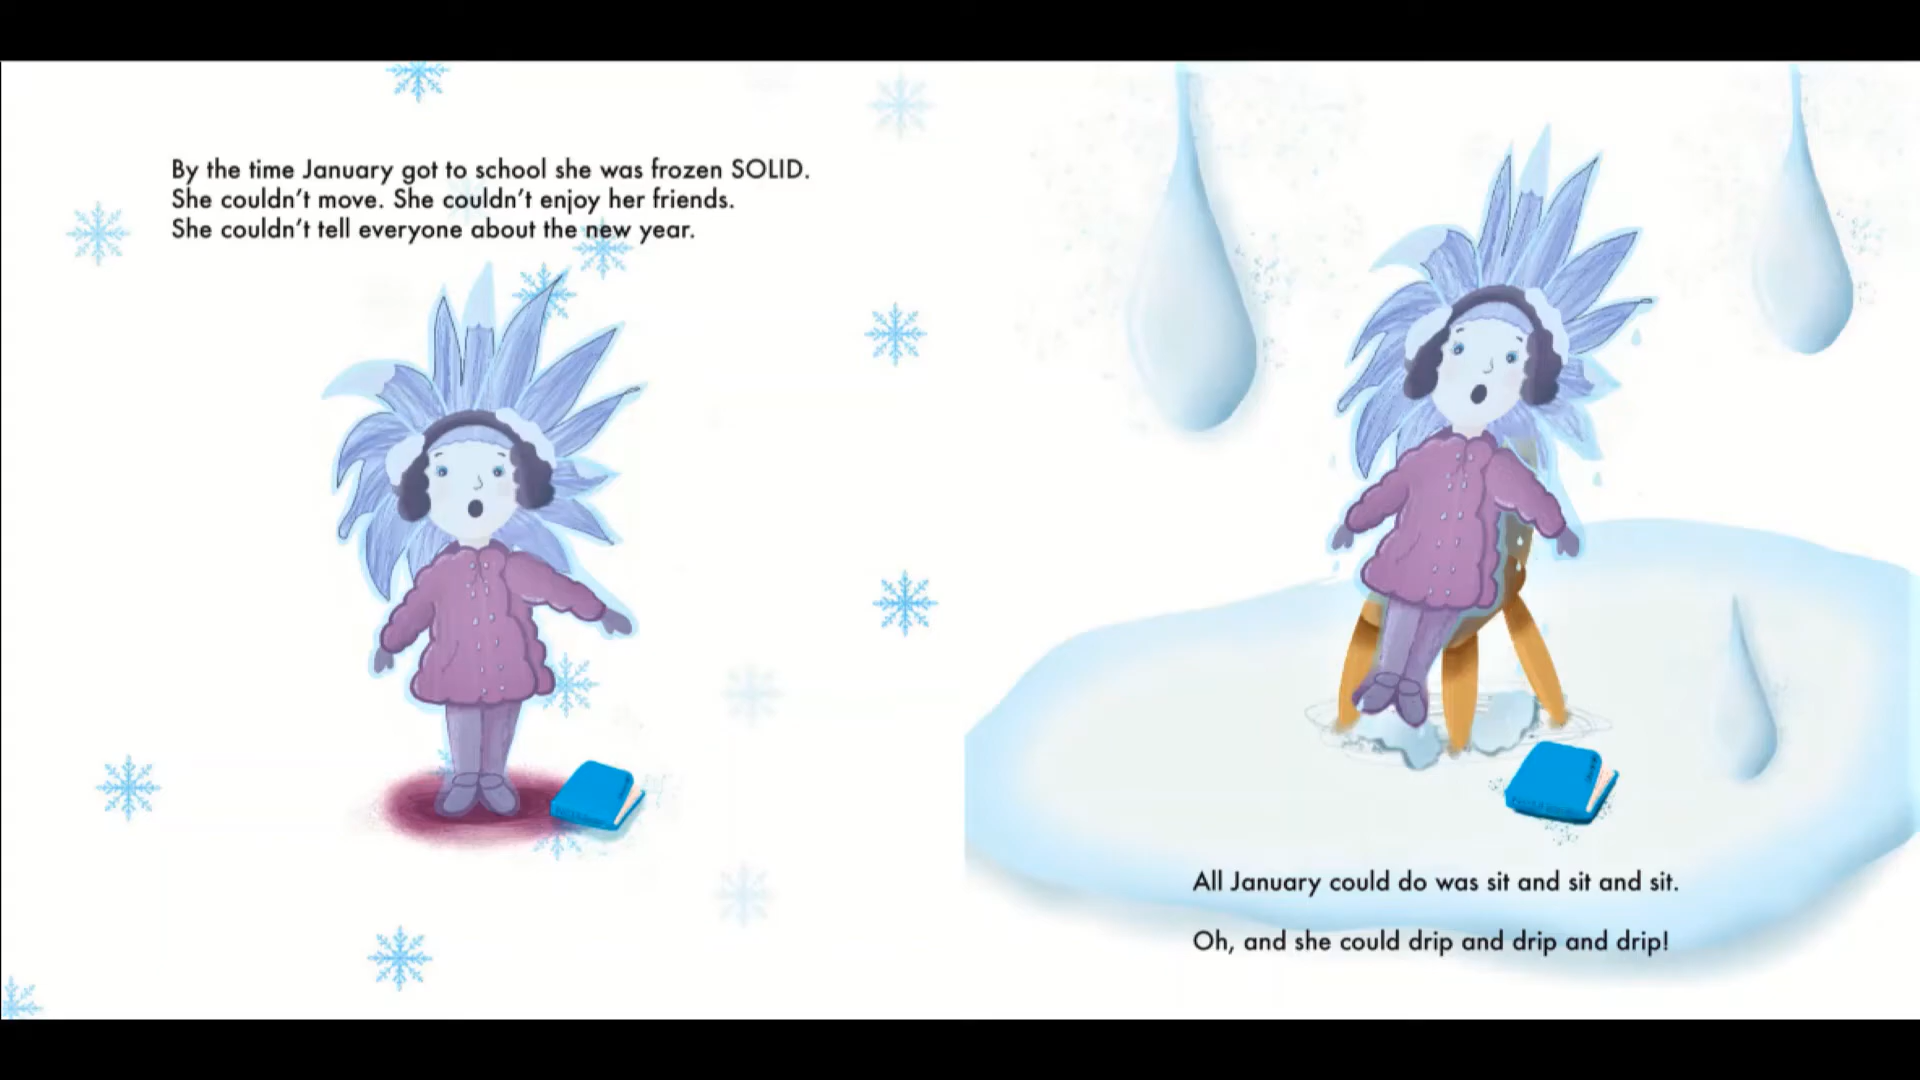 By the time January got to school she was frozen SOLID.
She couldn't move. She couldn't enjoy her friends.
She couldn't tell everyone about the new year.
All January could do was sit and sit and sit.
Oh, and she could drip and drip and drip!